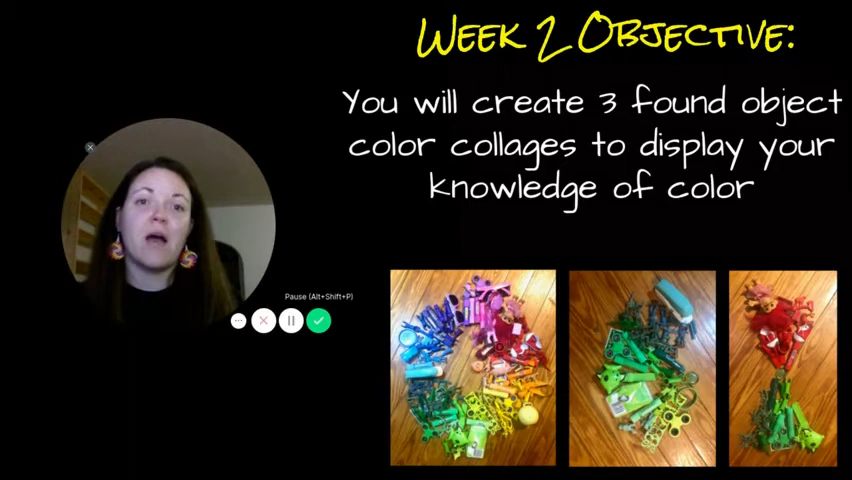 Week 2 Objective:
You will create 3 found object
color collages to display your
knowledge of color
Pause (Alt+Shift+P)